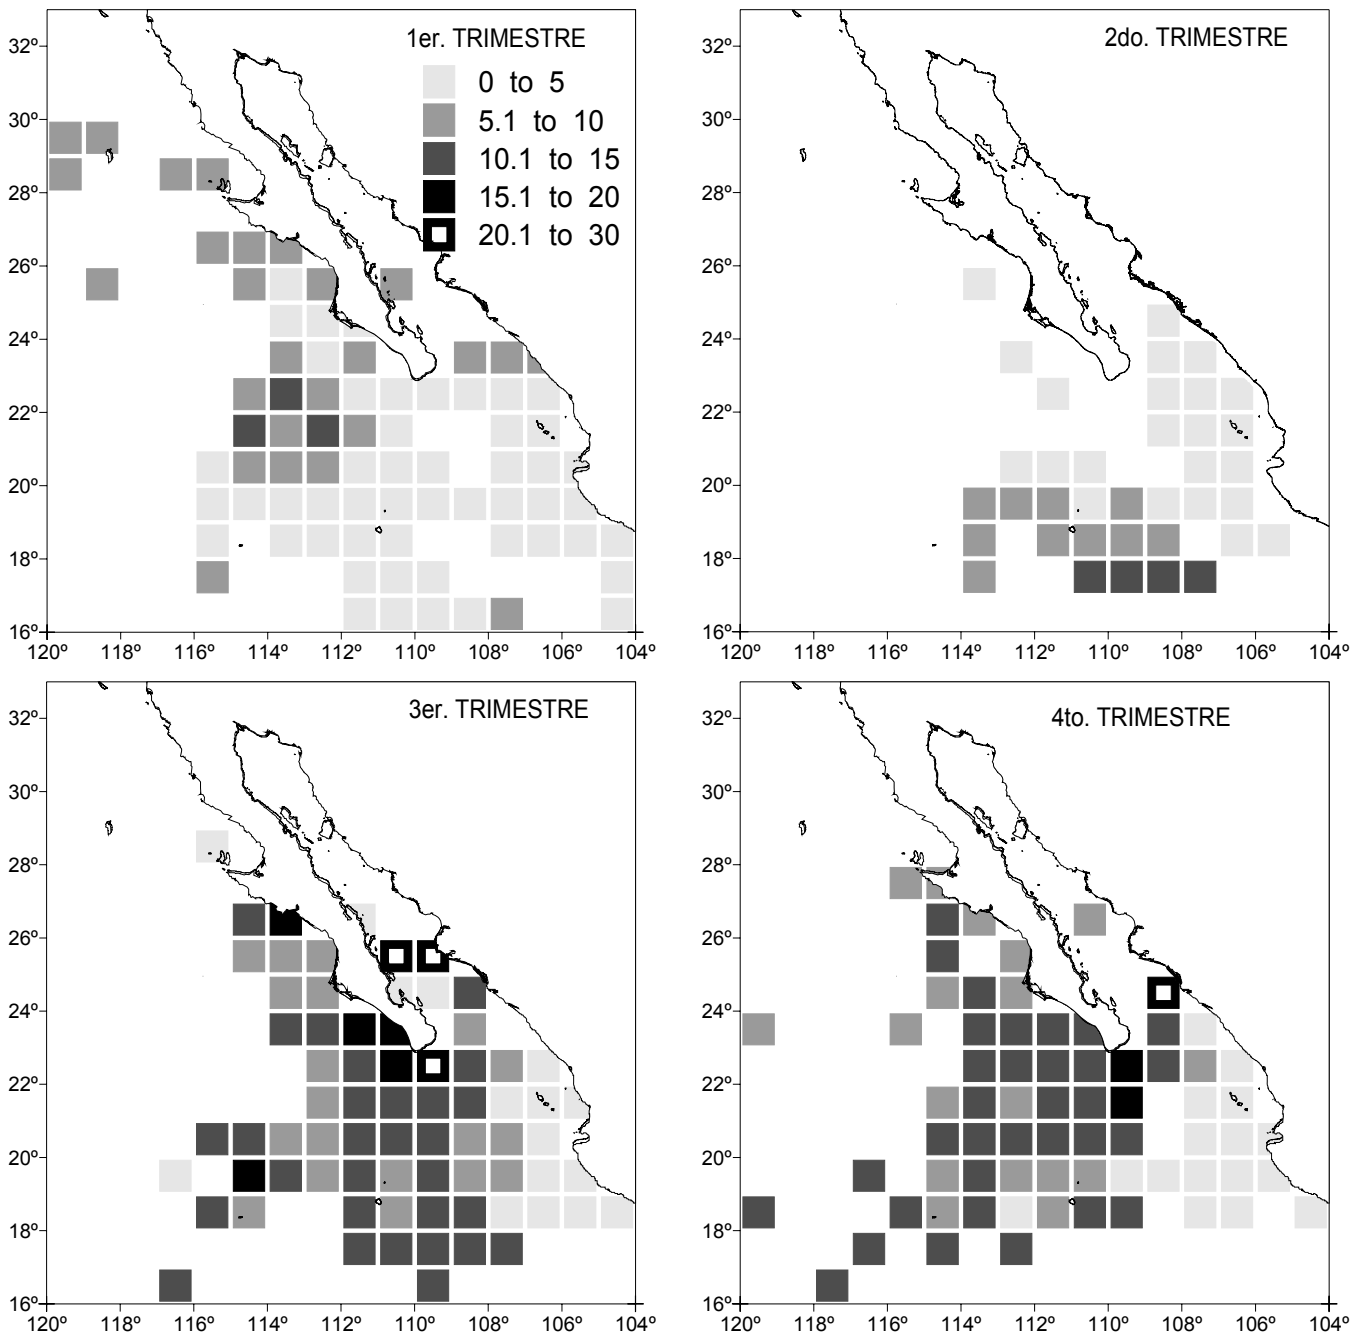 1er. TRIMESTRE
0 to 5
5.1 to 10
10.1 to 15
15.1 to 20
20.1 to 30
32º
30º
28º
26º
24º
22º
20º
18º
16º
120º 118º 116º 114º 112º 110º 108º 106º 104º
2do. TRIMESTRE
32º
30º
28º
26º
24º
22º
20º
18º
16º
120º 118º 116º 114º 112º 110º 108º 106º 104º
3er. TRIMESTRE
32º
30º
28º
26º
24º
22º
20º
18º
16º
120º 118º 116º 114º 112º 110º 108º 106º 104º
4to. TRIMESTRE
32º
30º
28º
26º
24º
22º
20º
18º
16º
120º 118º 116º 114º 112º 110º 108º 106º 104º